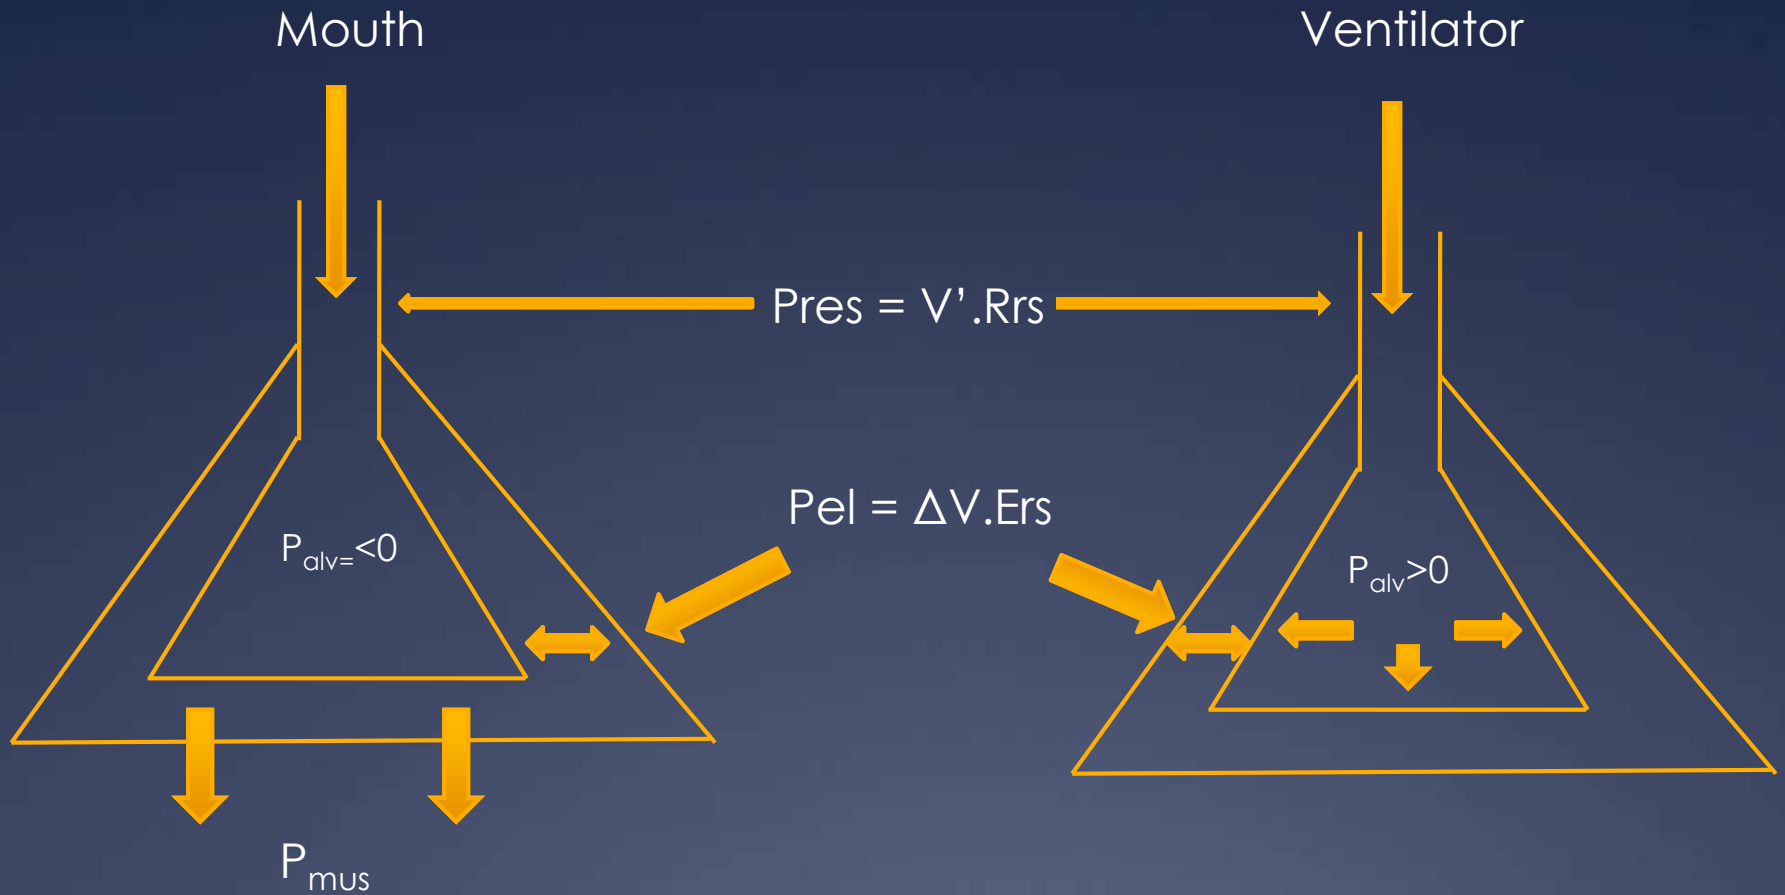 Mouth
Ventilator
Pres = V’.Rrs
Pel = ΔV.Ers
Palv=<0
Palv>0
Pmus